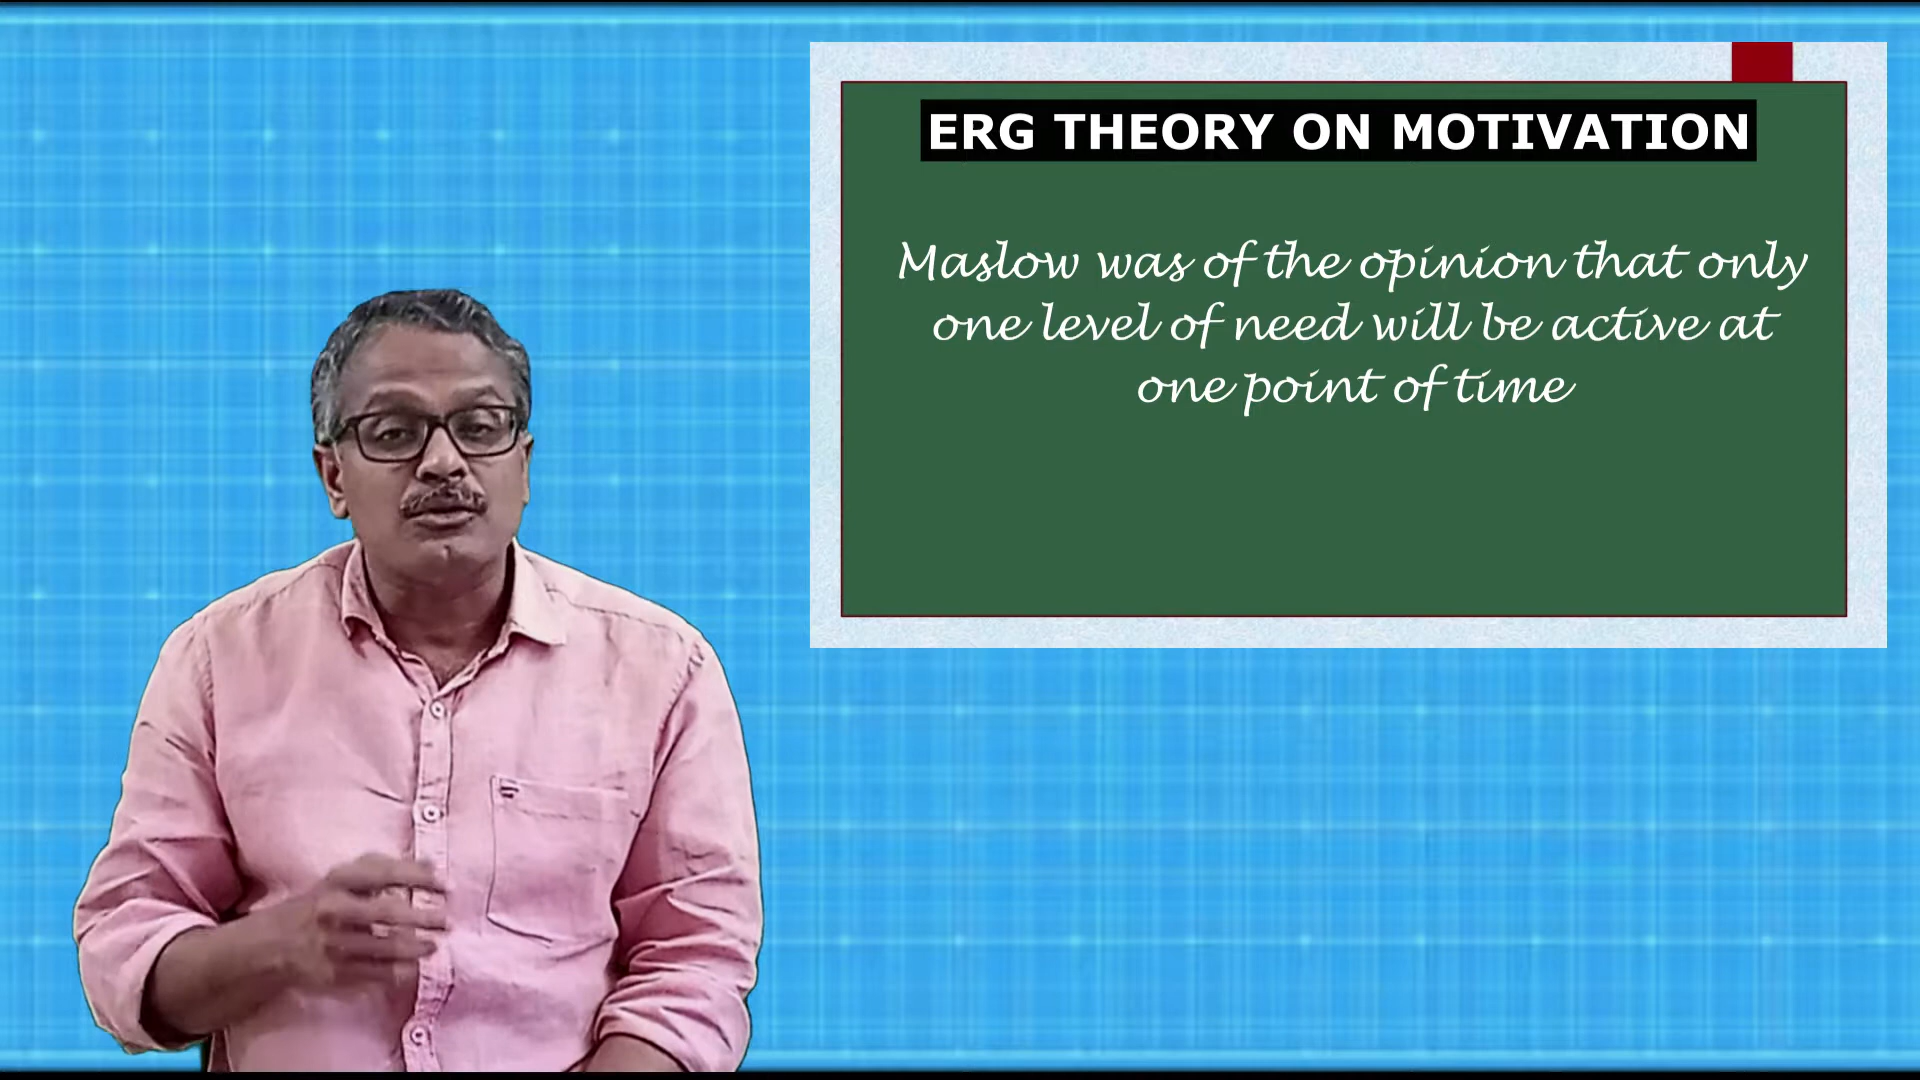 ERG THEORY ON MOTIVATION
Maslow was of the opinion that only
one level of need will be active at
one point of time